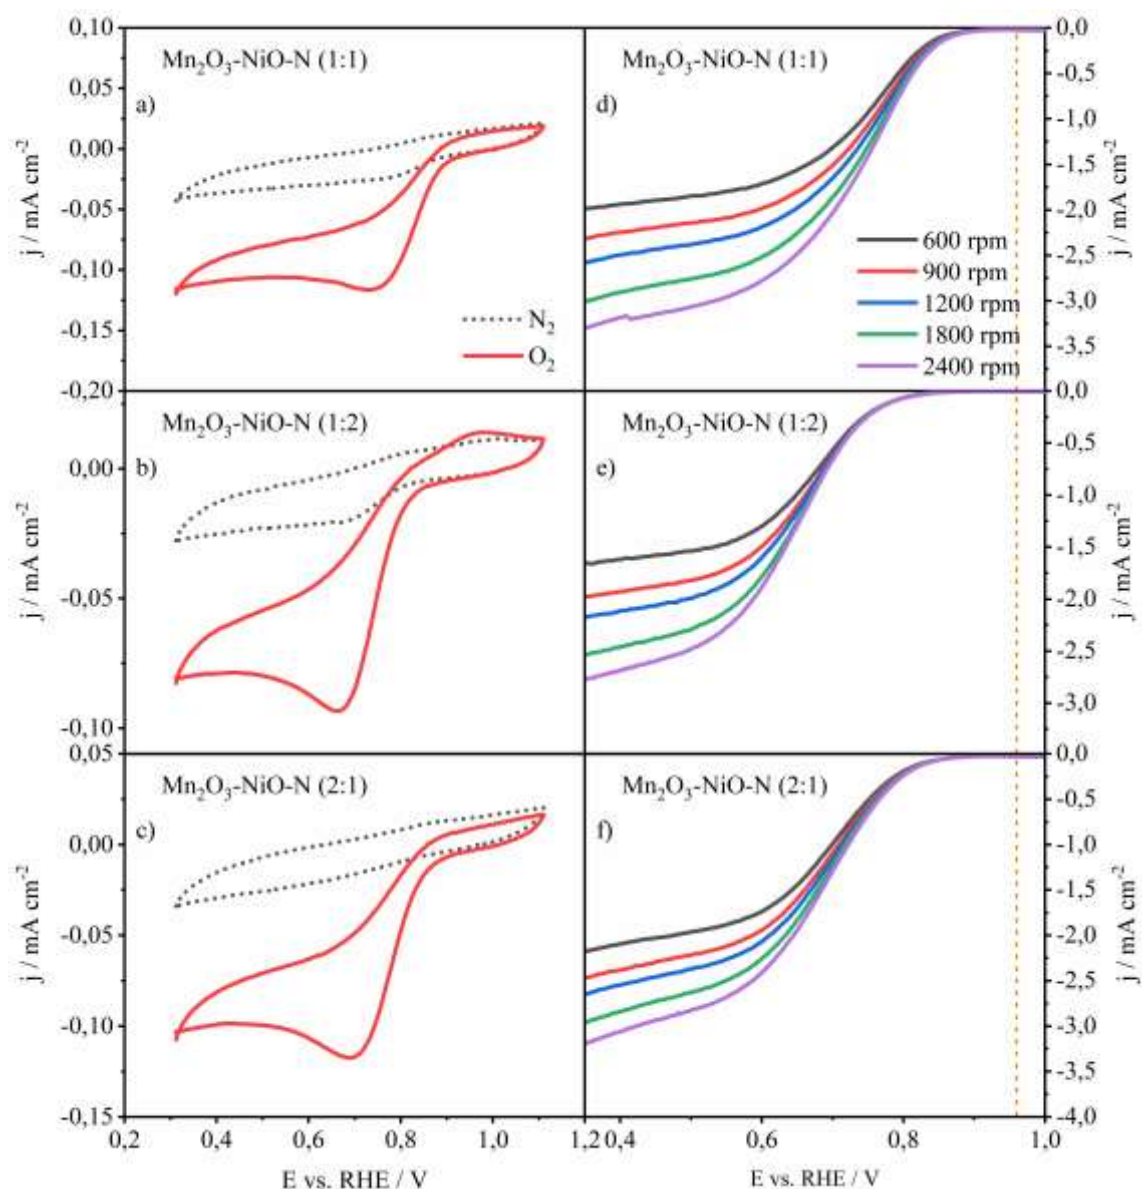 Mn₂O₃-NiO-N (1:1)
a)
0,10
0,05
0,00
-0,05
-0,10
-0,15
-0,20
j / mA cm⁻²
N₂
O₂
Mn₂O₃-NiO-N (1:1)
d)
0,0
-0,5
-1,0
-1,5
-2,0
-2,5
-3,0
-3,5
j / mA cm⁻²
600 rpm
900 rpm
1200 rpm
1800 rpm
2400 rpm
Mn₂O₃-NiO-N (1:2)
b)
0,00
-0,05
-0,10
j / mA cm⁻²
Mn₂O₃-NiO-N (1:2)
e)
0,0
-0,5
-1,0
-1,5
-2,0
-2,5
-3,0
j / mA cm⁻²
Mn₂O₃-NiO-N (2:1)
c)
0,05
0,00
-0,05
-0,10
-0,15
j / mA cm⁻²
0,2 0,4 0,6 0,8 1,0 1,2
E vs. RHE / V
Mn₂O₃-NiO-N (2:1)
f)
0,0
-0,5
-1,0
-1,5
-2,0
-2,5
-3,0
-3,5
-4,0
j / mA cm⁻²
0,4 0,6 0,8 1,0
E vs. RHE / V